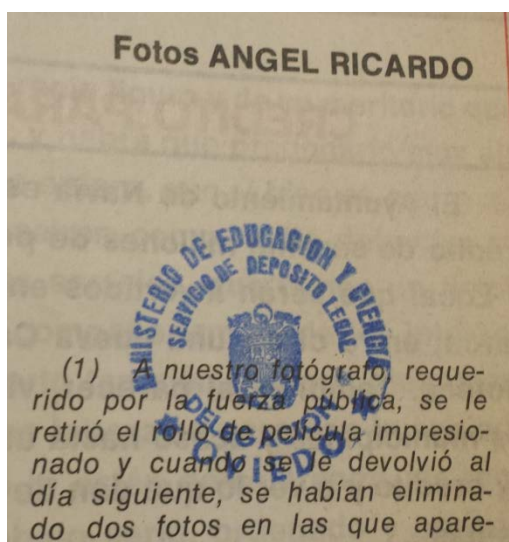 Fotos ANGEL RICARDO
MINISTERIO DE EDUCACION Y CIENCIA
SERVICIO DE DEPOSITO LEGAL
DELEGACION
OVIEDO
(1) A nuestro fotógrafo, reque-
rido por la fuerza pública, se le
retiró el rollo de película impresio-
nado y cuando se le devolvió al
día siguiente, se habían elimina-
do dos fotos en las que apare-